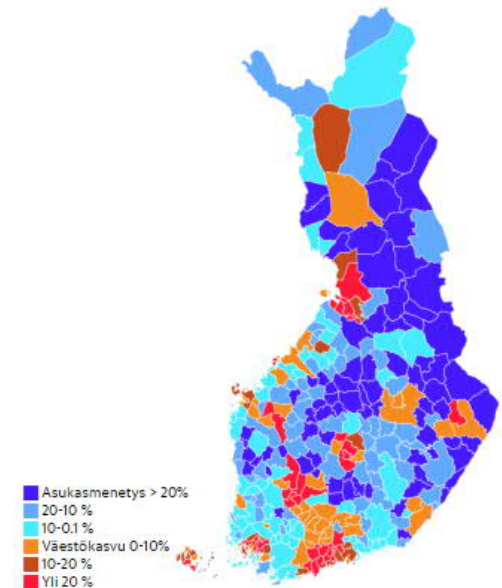 Asukasmenetys > 20%
20-10 %
10-0.1 %
Väestökasvu 0-10%
10-20 %
Yli 20 %